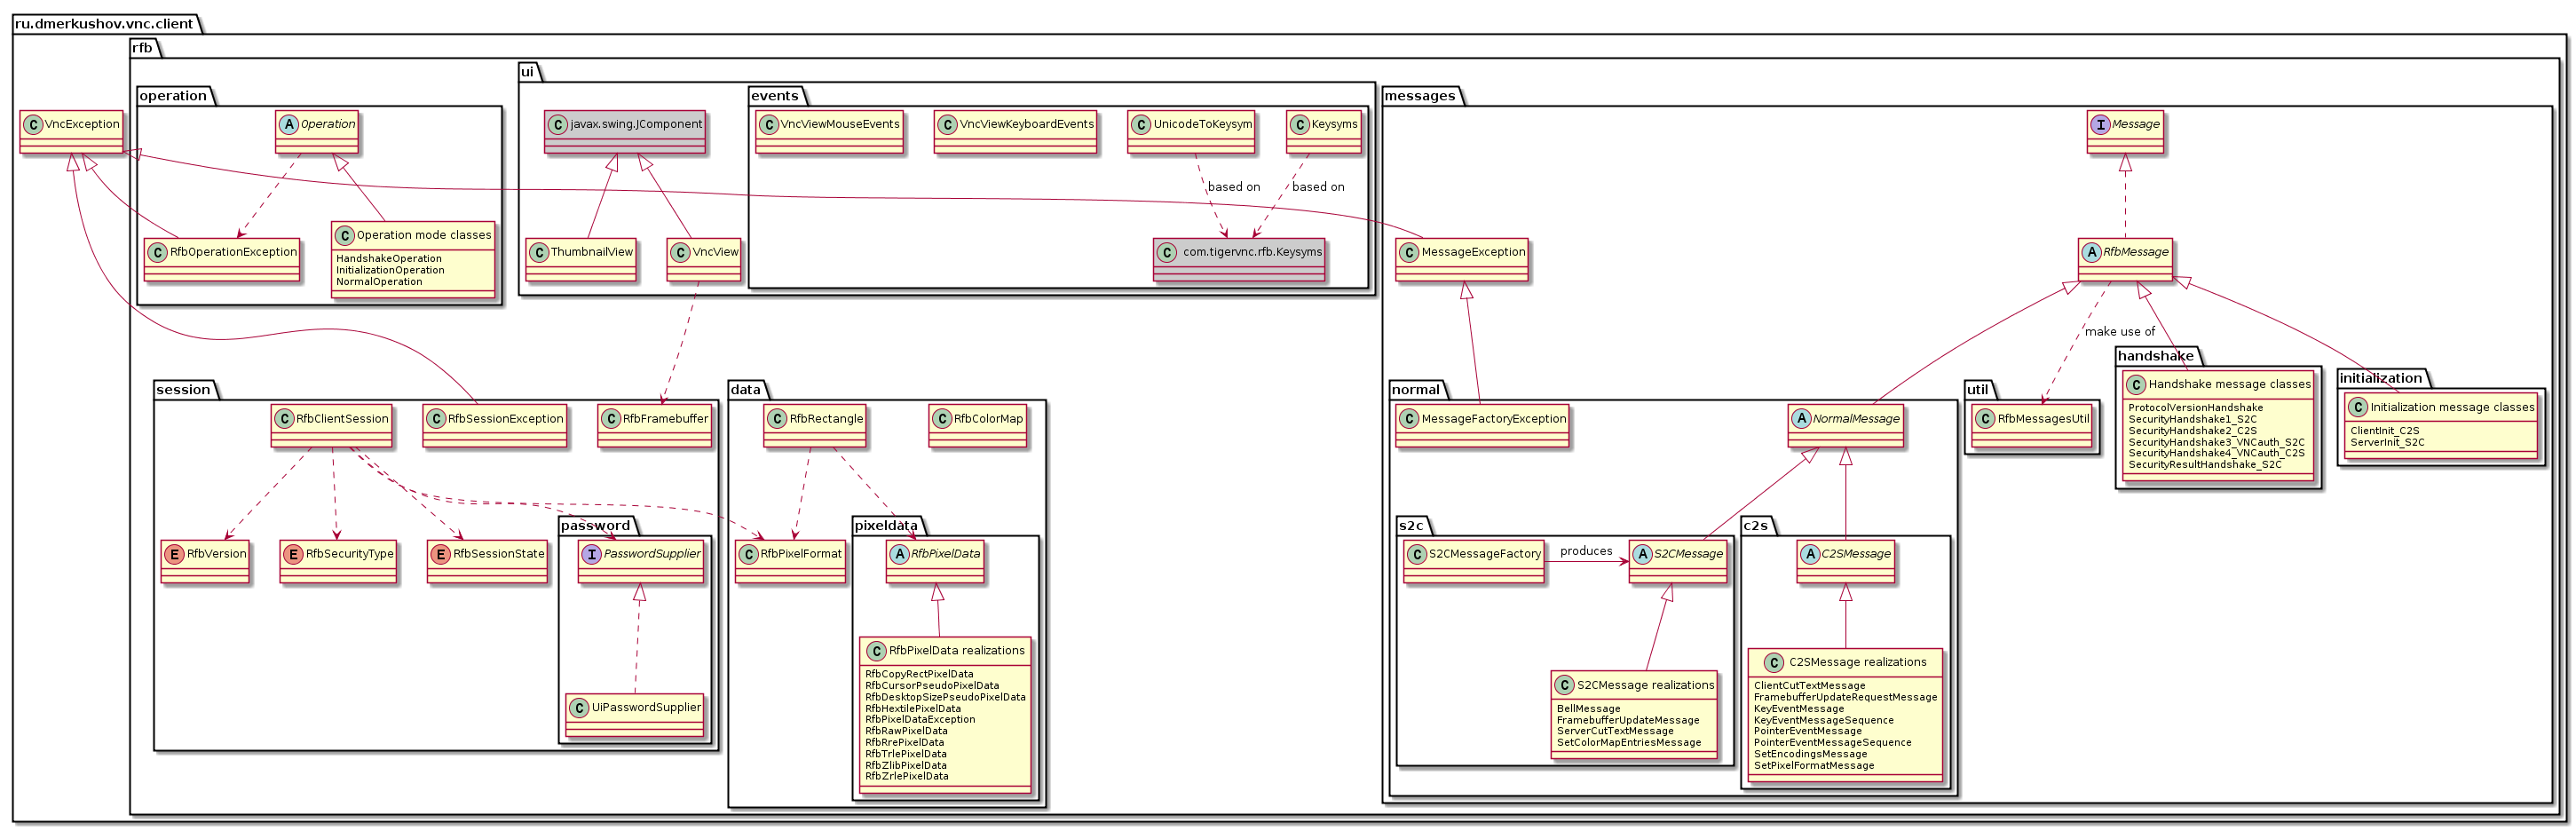 ru.dmerkushov.vnc.client
rfb
C VncException
operation
A Operation
C RfbOperationException
C Operation mode classes
HandshakeOperation
InitializationOperation
NormalOperation
ui
C javax.swing.JComponent
C ThumbnailView
C VncView
events
C VncViewMouseEvents
C VncViewKeyboardEvents
C UnicodeToKeysym
C Keysyms
based on
based on
C com.tigervnc.rfb.Keysyms
messages
I Message
C MessageException
A RfbMessage
make use of
session
C RfbClientSession
C RfbSessionException
C RfbFramebuffer
E RfbVersion
E RfbSecurityType
E RfbSessionState
password
I PasswordSupplier
C UiPasswordSupplier
data
C RfbRectangle
C RfbColorMap
C RfbPixelFormat
pixeldata
A RfbPixelData
C RfbPixelData realizations
RfbCopyRectPixelData
RfbCursorPseudoPixelData
RfbDesktopSizePseudoPixelData
RfbHextilePixelData
RfbPixelDataException
RfbRawPixelData
RfbRrePixelData
RfbTrlePixelData
RfbZlibPixelData
RfbZrlePixelData
normal
C MessageFactoryException
A NormalMessage
s2c
C S2CMessageFactory
produces
A S2CMessage
C S2CMessage realizations
BellMessage
FramebufferUpdateMessage
ServerCutTextMessage
SetColorMapEntriesMessage
c2s
A C2SMessage
C C2SMessage realizations
ClientCutTextMessage
FramebufferUpdateRequestMessage
KeyEventMessage
KeyEventMessageSequence
PointerEventMessage
PointerEventMessageSequence
SetEncodingsMessage
SetPixelFormatMessage
util
C RfbMessagesUtil
handshake
C Handshake message classes
ProtocolVersionHandshake
SecurityHandshake1_S2C
SecurityHandshake2_C2S
SecurityHandshake3_VNCauth_S2C
SecurityHandshake4_VNCauth_C2S
SecurityResultHandshake_S2C
initialization
C Initialization message classes
ClientInit_C2S
ServerInit_S2C